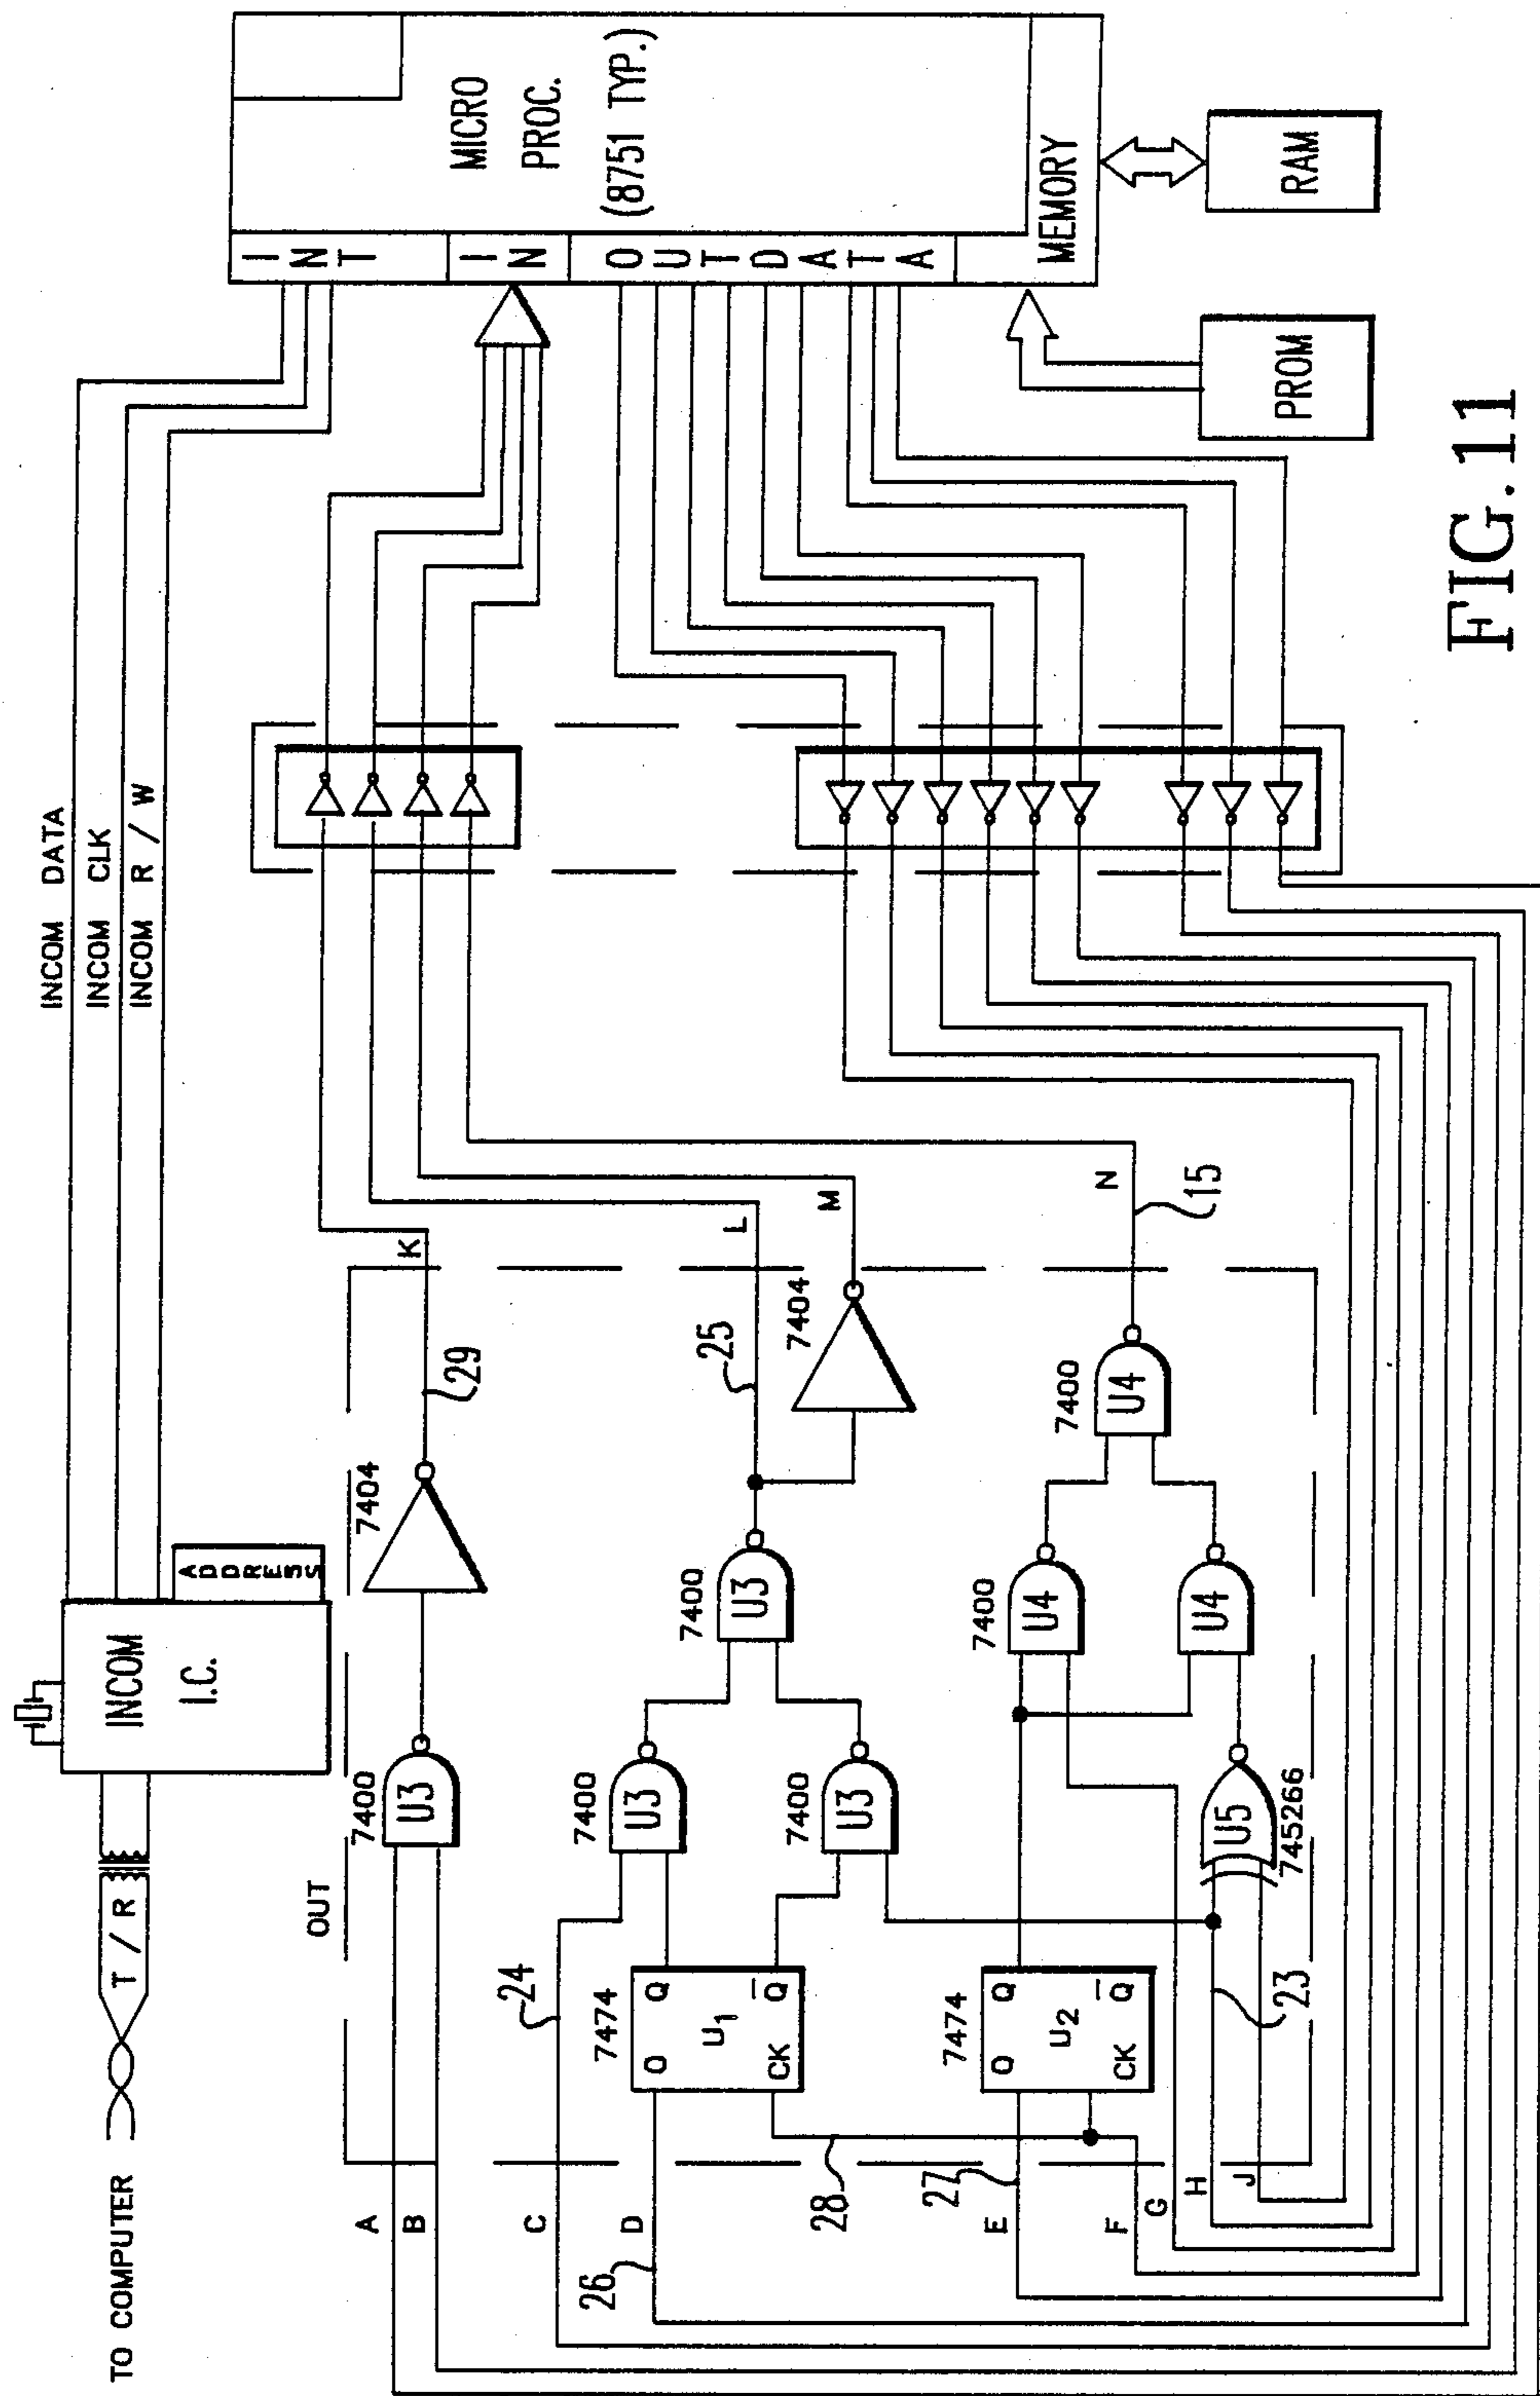 TO COMPUTER
T / R
INCOM
I.C.
ADDRESS
INCOM DATA
INCOM CLK
INCOM R / W
INT
IN
OUT DATA
MICRO
PROC.
(8751 TYP.)
MEMORY
RAM
PROM
OUT
A
B
7400
U3
7404
29
K
C
24
D
26
7474
O
Q
U1
CK
Q
7400
U3
7400
U3
7400
U3
25
L
7404
M
28
27
E
F
G
H
J
7474
O
Q
U2
CK
Q
23
U5
745266
7400
U4
U4
7400
U4
N
15
FIG. 11